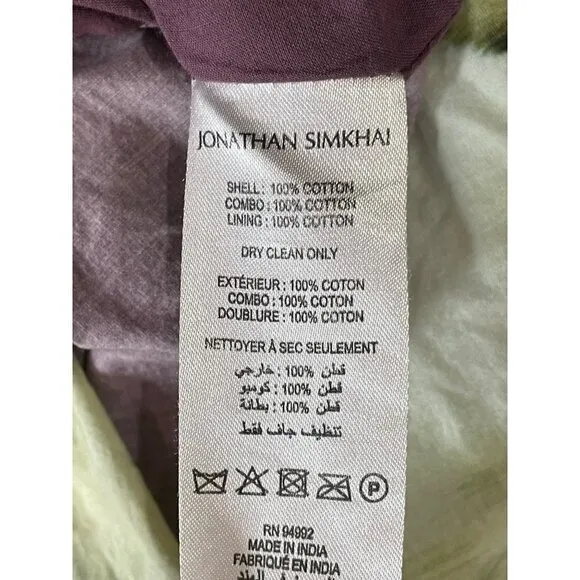 JONATHAN SIMKHAI
SHELL : 100% COTTON
COMBO : 100% COTTON
LINING : 100% COTTON
DRY CLEAN ONLY
EXTÉRIEUR : 100% COTON
COMBO : 100% COTON
DOUBLURE : 100% COTON
NETTOYER À SEC SEULEMENT
قطن %100 : خارجي
قطن %100 : كومبو
قطن %100 : بطانة
تنظيف جاف فقط
P
RN 94992
MADE IN INDIA
FABRIQUÉ EN INDE